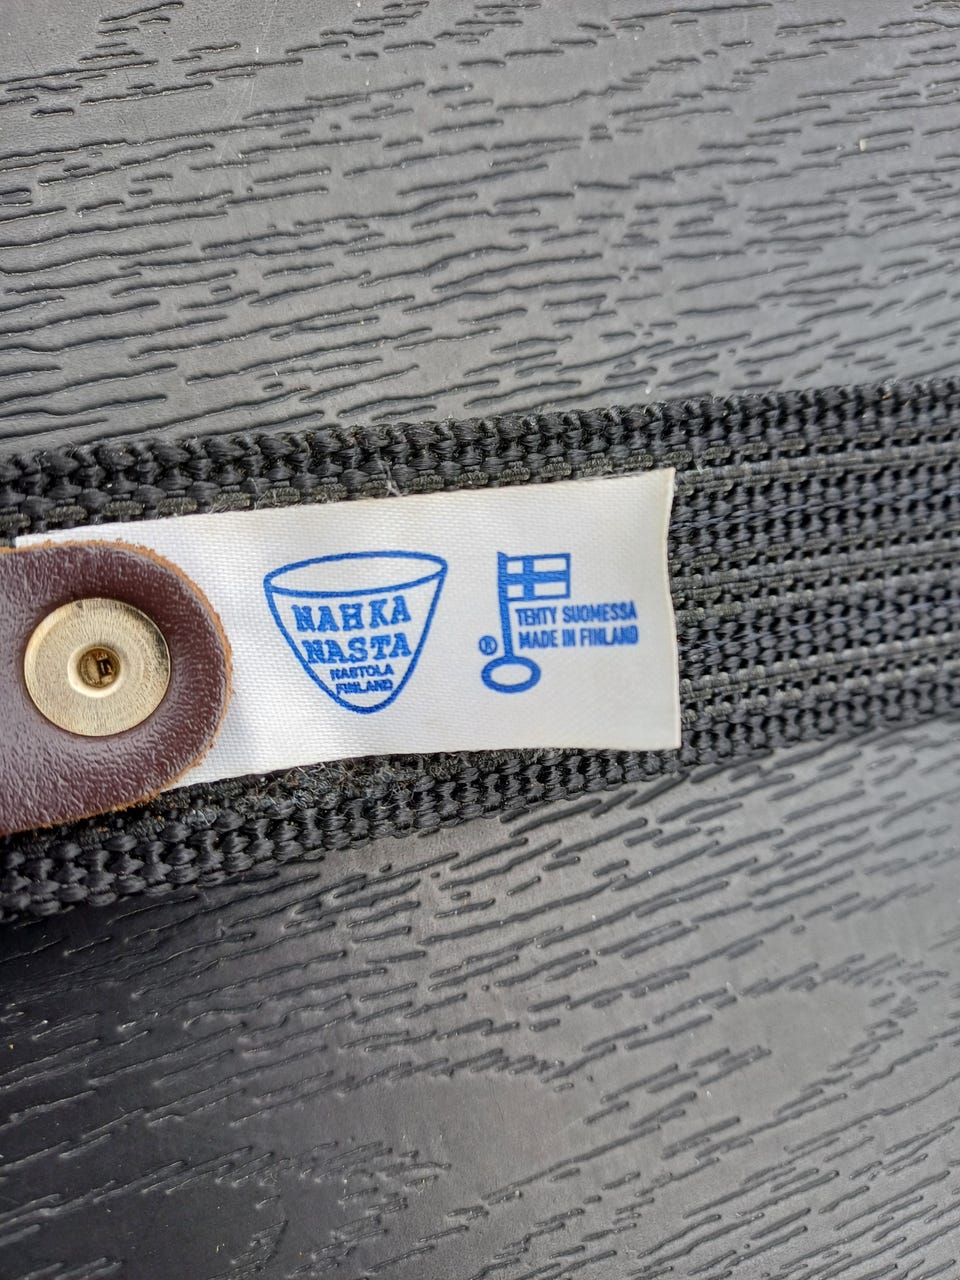 NAHKA
NASTA
NASTOLA
FINLAND
®
TEHTY SUOMESSA
MADE IN FINLAND